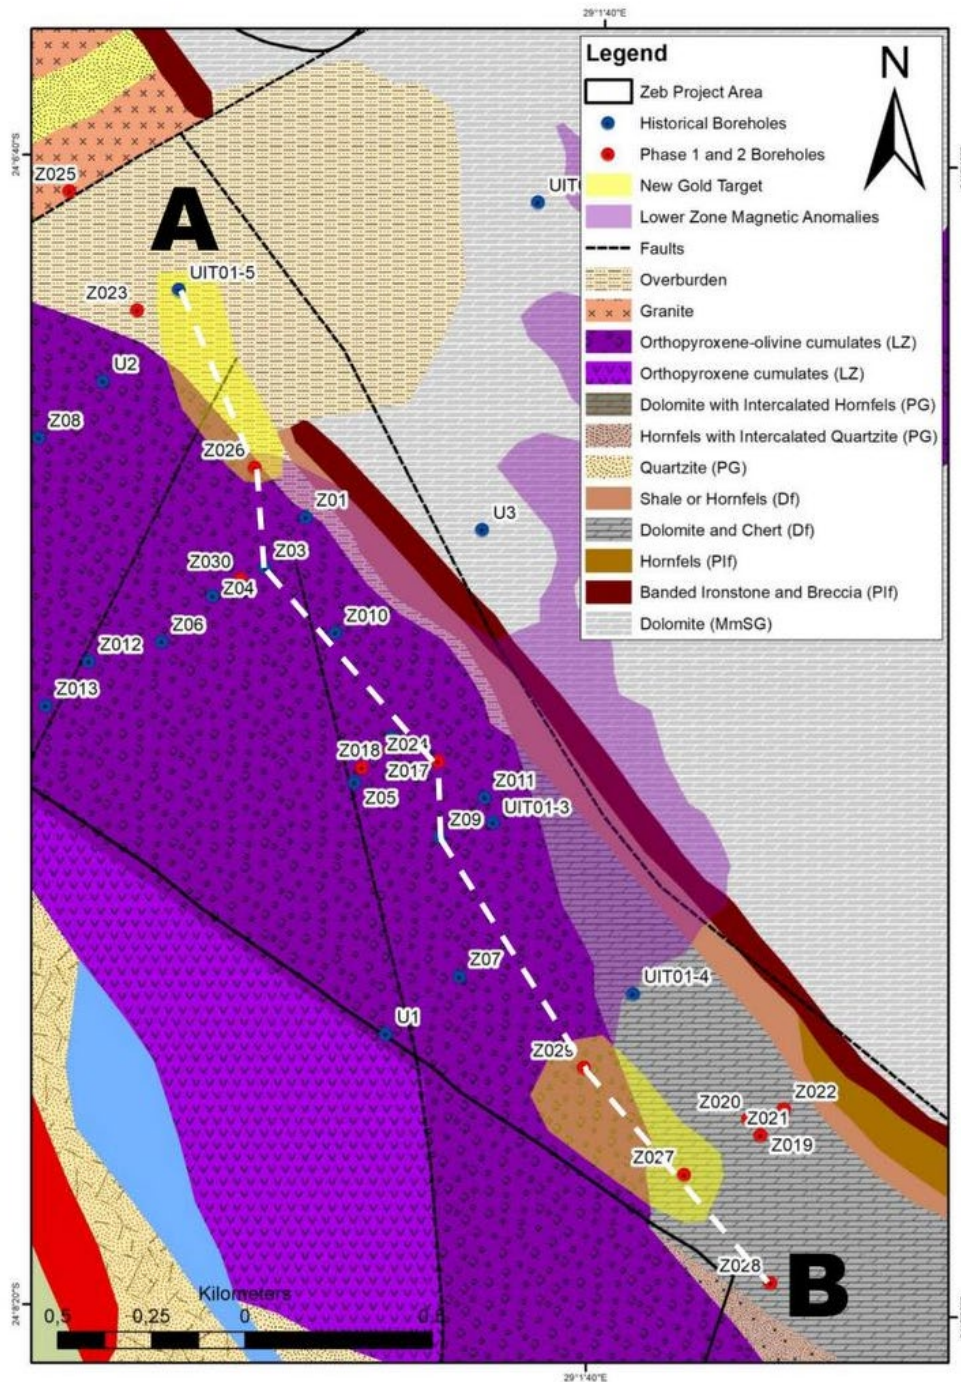 29°1'40"E
Legend
Zeb Project Area
Historical Boreholes
Phase 1 and 2 Boreholes
New Gold Target
Lower Zone Magnetic Anomalies
Faults
Overburden
Granite
Orthopyroxene-olivine cumulates (LZ)
Orthopyroxene cumulates (LZ)
Dolomite with Intercalated Hornfels (PG)
Hornfels with Intercalated Quartzite (PG)
Quartzite (PG)
Shale or Hornfels (Df)
Dolomite and Chert (Df)
Hornfels (PIf)
Banded Ironstone and Breccia (PIf)
Dolomite (MmSG)
N
24°6'40"S
Z025
A
UIT01-5
Z023
U2
Z08
Z026
Z01
U3
Z03
Z030
Z04
Z010
Z06
Z012
Z013
Z024
Z018
Z017
Z05
Z011
UIT01-3
Z09
Z07
UIT01-4
U1
Z029
Z022
Z020
Z021
Z019
Z027
Z028
B
Kilometers
0,5 0,25 0 0,5
24°8'20"S
29°1'40"E